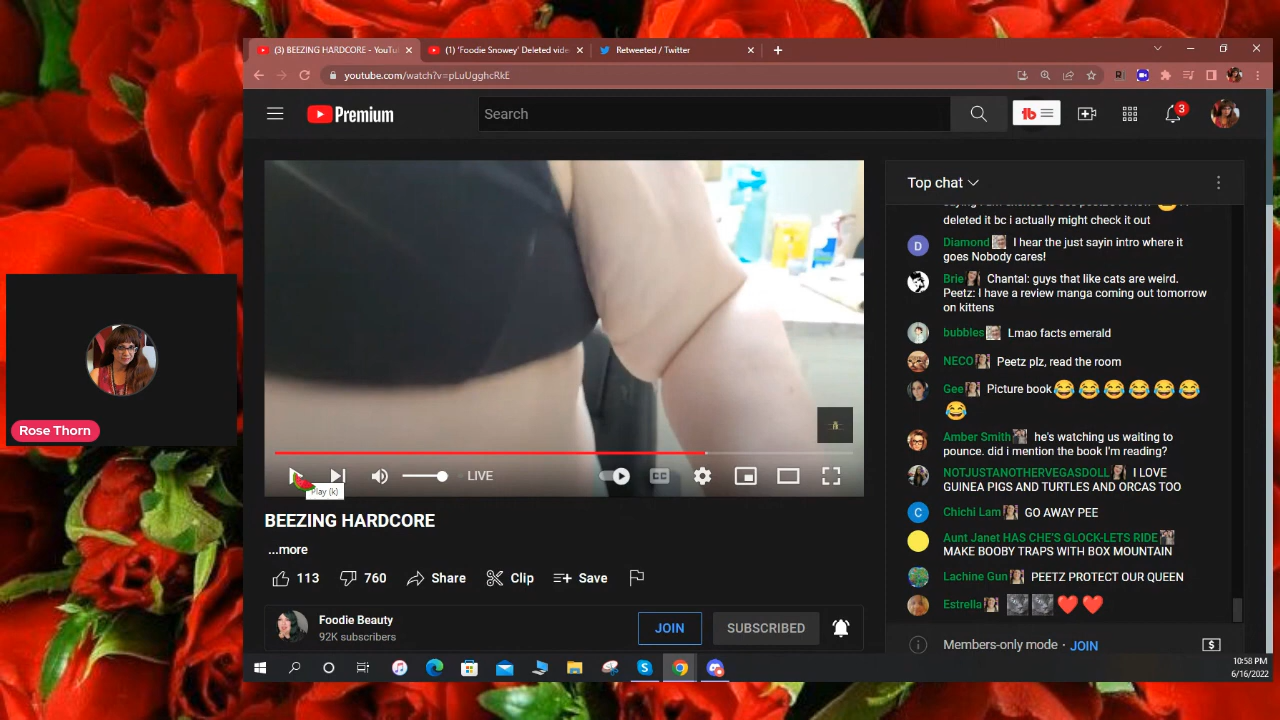 (3) BEEZING HARDCORE - YouTu
(1) 'Foodie Snowey' Deleted vide
Retweeted / Twitter
youtube.com/watch?v=pLuUgghcRkE
Premium
Search
3
Top chat
deleted it bc i actually might check it out
Diamond I hear the just sayin intro where it
goes Nobody cares!
Brie Chantal: guys that like cats are weird.
Peetz: I have a review manga coming out tomorrow
on kittens
bubbles Lmao facts emerald
NECO Peetz plz, read the room
Gee Picture book😂😂😂😂😂😂
😂
Amber Smith he's watching us waiting to
pounce. did i mention the book I'm reading?
NOTJUSTANOTHERVEGASDOLL I LOVE
GUINEA PIGS AND TURTLES AND ORCAS TOO
Chichi Lam GO AWAY PEE
Aunt Janet HAS CHE'S GLOCK-LETS RIDE
MAKE BOOBY TRAPS WITH BOX MOUNTAIN
Lachine Gun PEETZ PROTECT OUR QUEEN
Estrella ❤️❤️
Members-only mode · JOIN
Rose Thorn
LIVE
CC
Play (k)
BEEZING HARDCORE
...more
113 760 Share Clip Save
Foodie Beauty
92K subscribers
JOIN
SUBSCRIBED
10:58 PM
6/16/2022